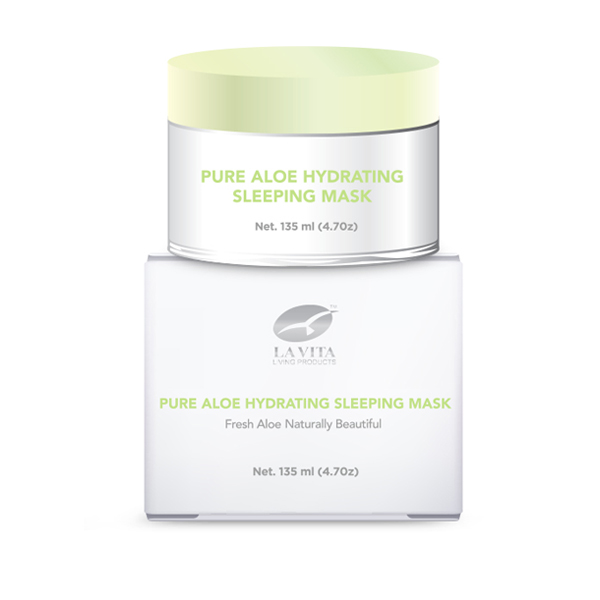 PURE ALOE HYDRATING
SLEEPING MASK
Net. 135 ml (4.70z)
LA VITA
LIVING PRODUCTS
PURE ALOE HYDRATING SLEEPING MASK
Fresh Aloe Naturally Beautiful
Net. 135 ml (4.70z)